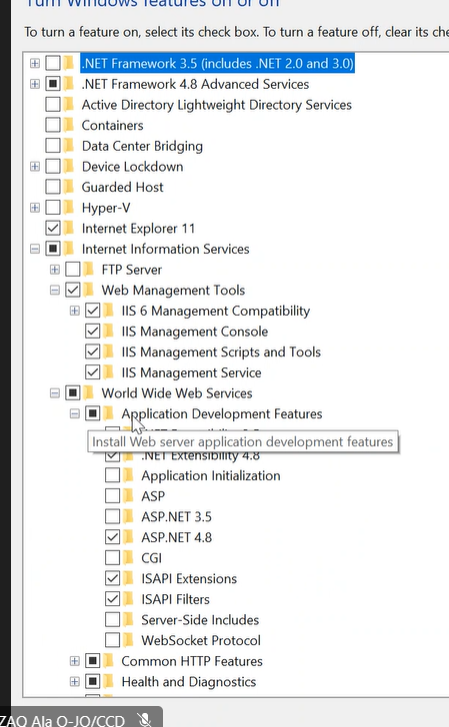 Turn Windows features on or off
To turn a feature on, select its check box. To turn a feature off, clear its che
.NET Framework 3.5 (includes .NET 2.0 and 3.0)
.NET Framework 4.8 Advanced Services
Active Directory Lightweight Directory Services
Containers
Data Center Bridging
Device Lockdown
Guarded Host
Hyper-V
Internet Explorer 11
Internet Information Services
FTP Server
Web Management Tools
IIS 6 Management Compatibility
IIS Management Console
IIS Management Scripts and Tools
IIS Management Service
World Wide Web Services
Application Development Features
Install Web server application development features
.NET Extensibility 4.8
Application Initialization
ASP
ASP.NET 3.5
ASP.NET 4.8
CGI
ISAPI Extensions
ISAPI Filters
Server-Side Includes
WebSocket Protocol
Common HTTP Features
Health and Diagnostics
ZAO Ala O-JO/CCD